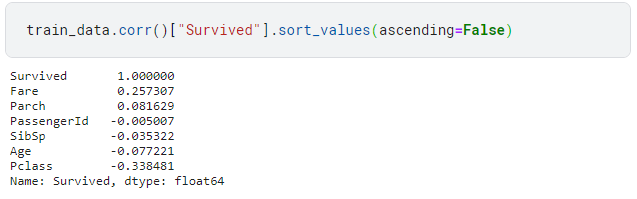 train_data.corr()["Survived"].sort_values(ascending=False)
Survived       1.000000
Fare           0.257307
Parch          0.081629
PassengerId   -0.005007
SibSp         -0.035322
Age           -0.077221
Pclass        -0.338481
Name: Survived, dtype: float64